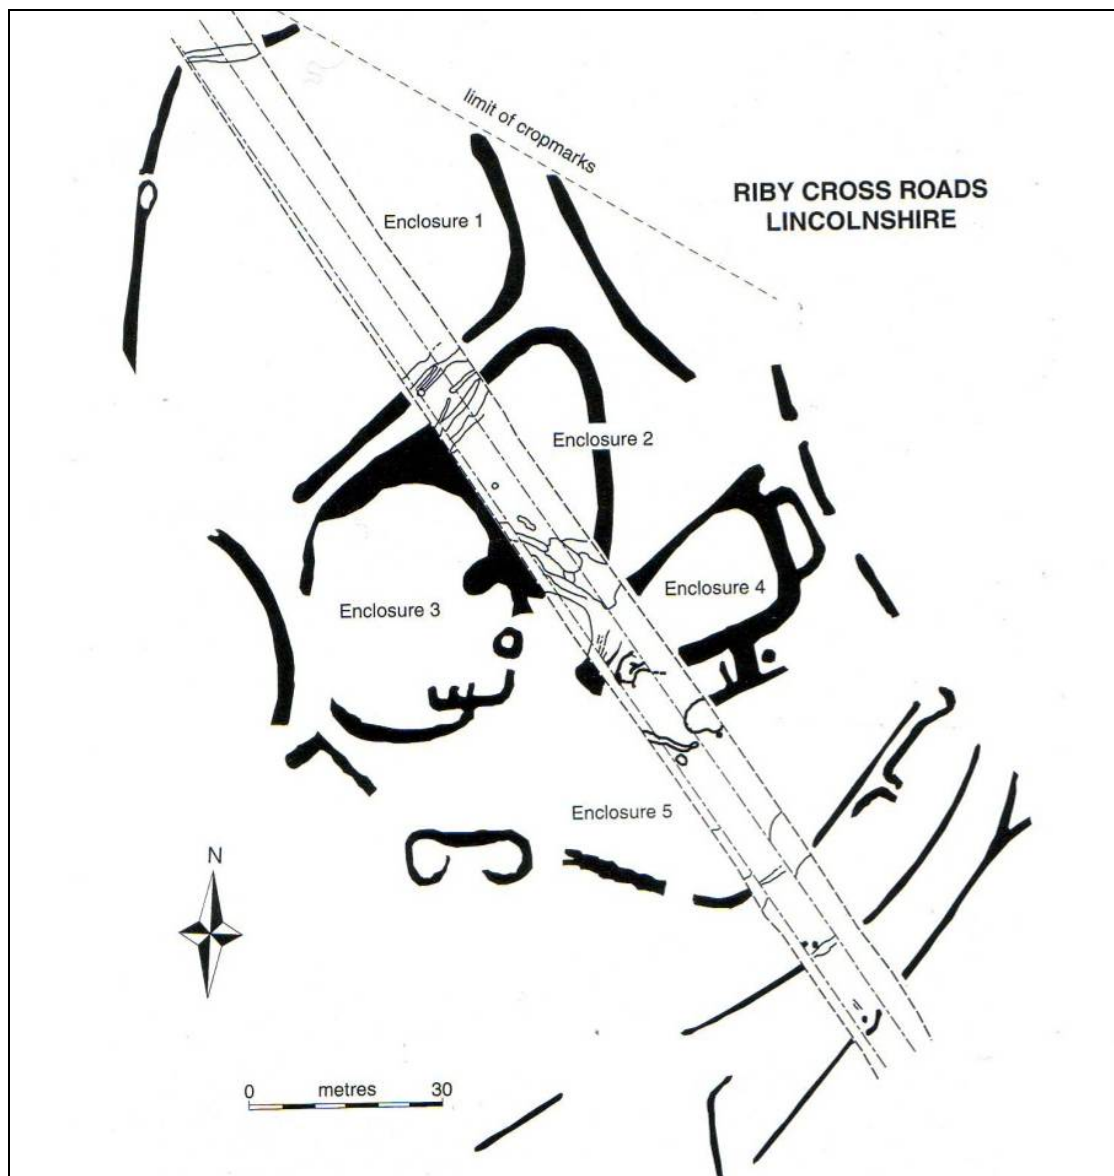 limit of cropmarks
RIBY CROSS ROADS
LINCOLNSHIRE
Enclosure 1
Enclosure 2
Enclosure 4
Enclosure 3
Enclosure 5
N
0 metres 30